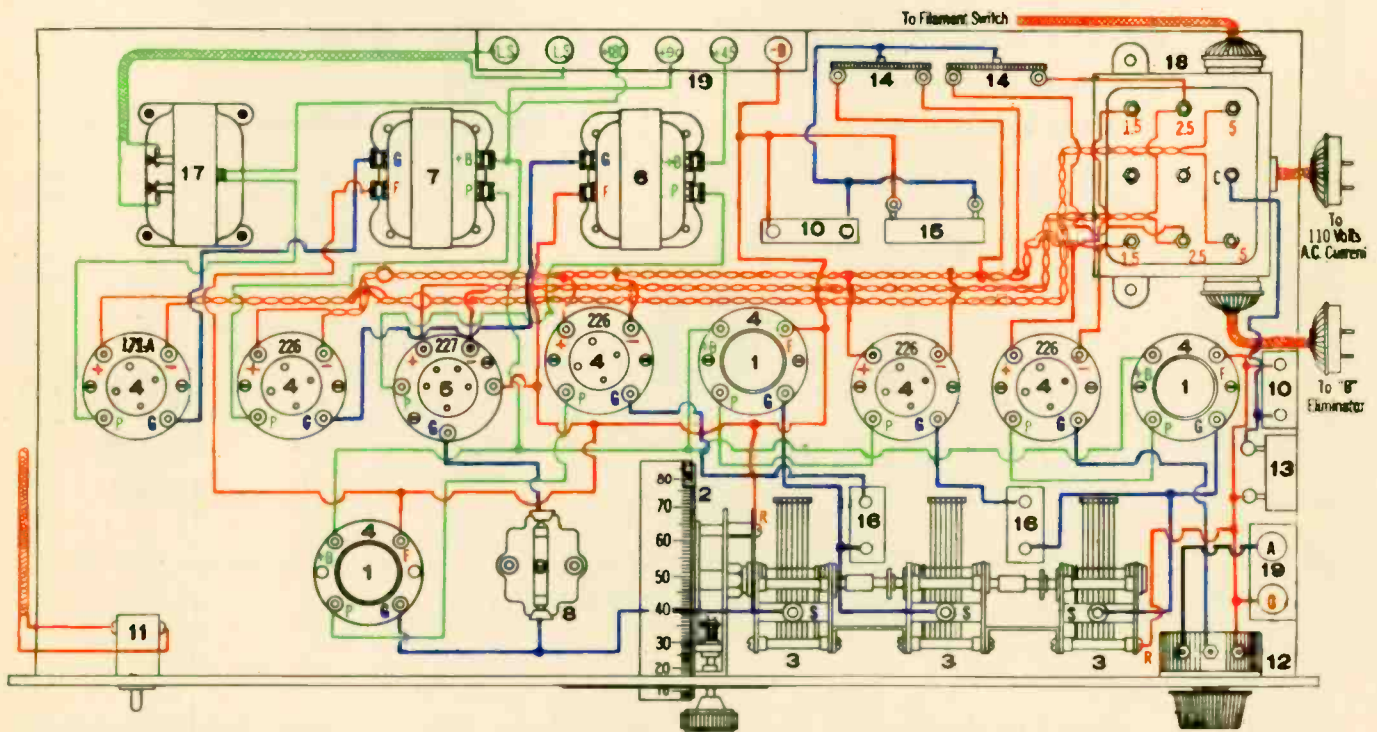 To Filament Switch
L.S L.S +180 +90 +45 -B
19
18
14 14
1.5 2.5 5
17
G +B
7
F P
G +B
6
F P
10 15
C
To
110 Volts
A.C. Current
1.5 2.5 5
171-A
+ -
4
P G
226
+ -
4
P G
227
+ -
5
P
G
+ -
226
4
P G
4
+B F
1
P G
226
+ -
4
P G
226
+ -
4
P G
4
+B F
1
P G
10
To "B"
Eliminator
13
4
+B F
1
P G
8
2
80
70
60
50
40
30
20
10
R
16 16
S S S
3 3 3
R
A
19
G
12
11